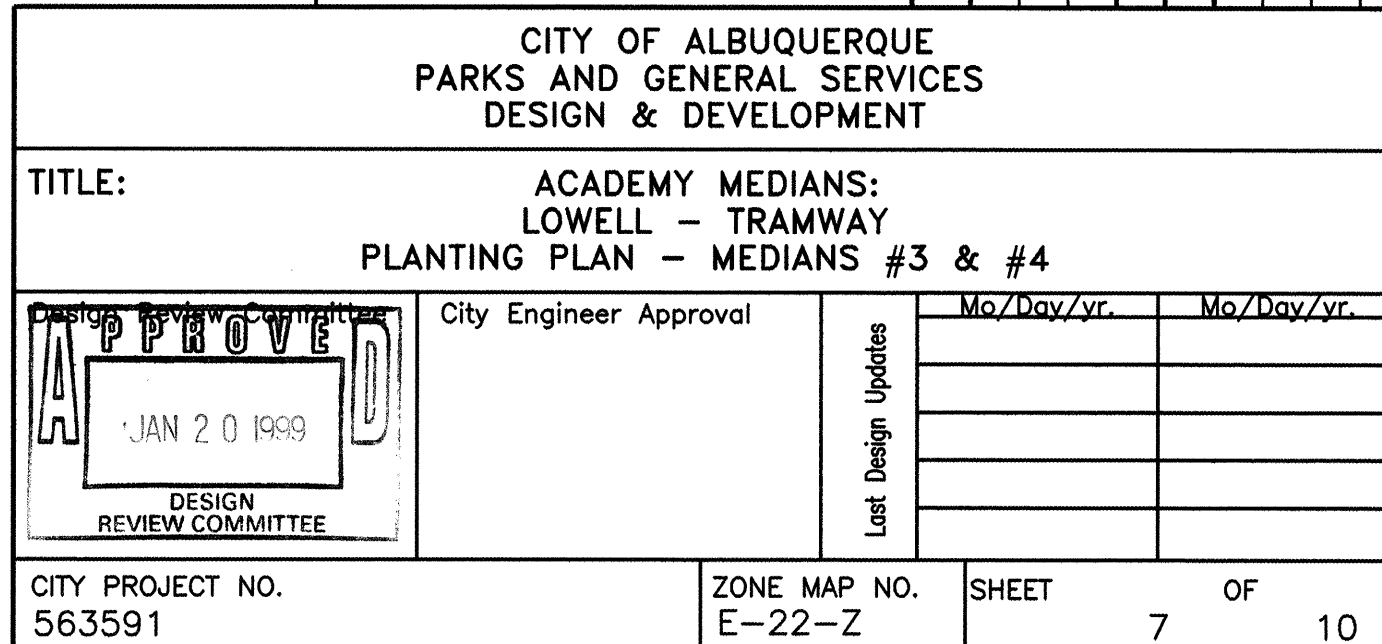 CITY OF ALBUQUERQUE
PARKS AND GENERAL SERVICES
DESIGN & DEVELOPMENT
TITLE:
ACADEMY MEDIANS:
LOWELL – TRAMWAY
PLANTING PLAN – MEDIANS #3 & #4
Design Review Committee
APPROVED
JAN 20 1999
DESIGN
REVIEW COMMITTEE
City Engineer Approval
Last Design Updates
Mo/Day/yr. Mo/Day/yr.
CITY PROJECT NO.
563591
ZONE MAP NO.
E-22-Z
SHEET OF
7 10